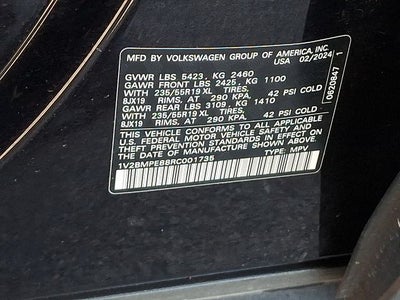 MFD BY VOLKSWAGEN GROUP OF AMERICA, INC.
USA 02/2024
GVWR LBS 5423, KG 2460
GAWR FRONT LBS 2425, KG 1100
WITH 235/55R19 XL TIRES,
8JX19 RIMS, AT 290 KPA, 42 PSI COLD
GAWR REAR LBS 3109, KG 1410
WITH 235/55R19 XL TIRES,
8JX19 RIMS, AT 290 KPA, 42 PSI COLD
THIS VEHICLE CONFORMS TO ALL APPLICABLE
U.S. FEDERAL MOTOR VEHICLE SAFETY AND
THEFT PREVENTION STANDARDS IN EFFECT ON
THE DATE OF MANUFACTURE SHOWN ABOVE.
1V2BMPE88RC001735 TYPE: MPV
0620847 1